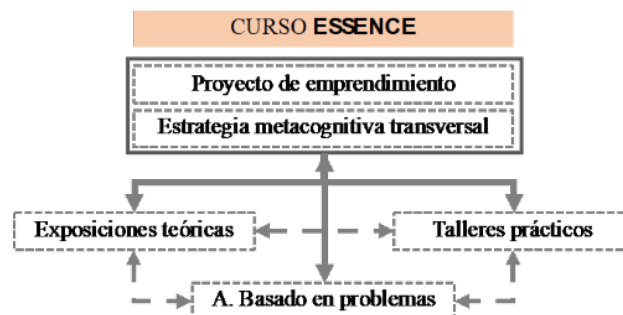 CURSO ESSENCE
Proyecto de emprendimiento
Estrategia metacognitiva transversal
Exposiciones teóricas
Talleres prácticos
A. Basado en problemas